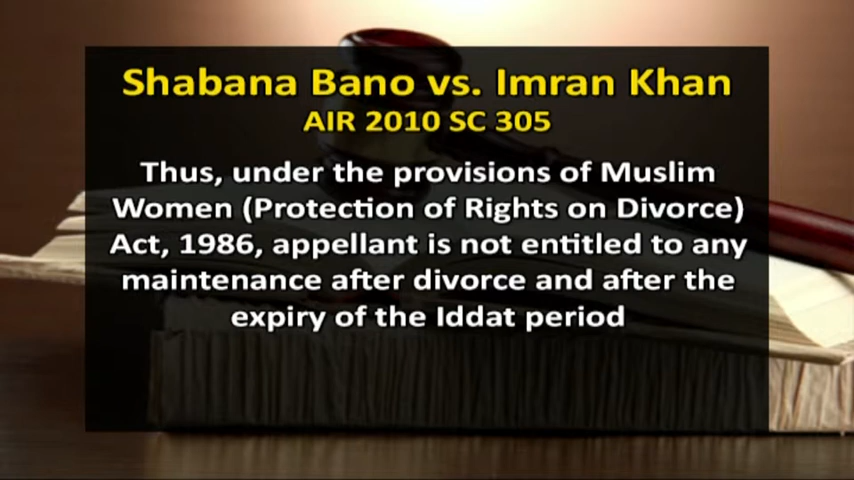 Shabana Bano vs. Imran Khan
AIR 2010 SC 305
Thus, under the provisions of Muslim
Women (Protection of Rights on Divorce)
Act, 1986, appellant is not entitled to any
maintenance after divorce and after the
expiry of the Iddat period